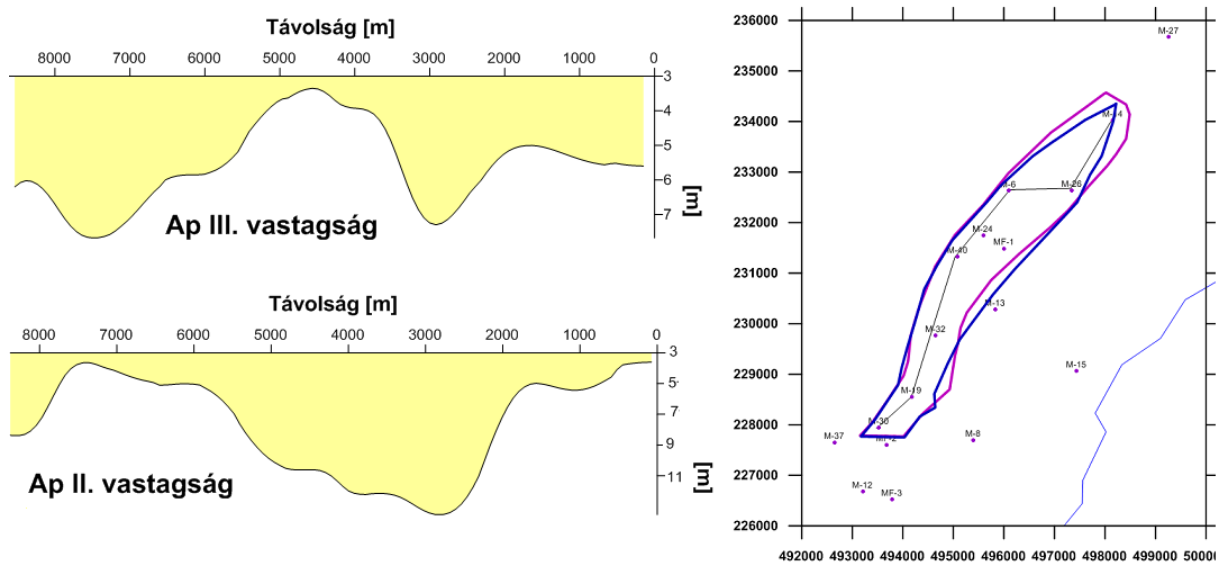 Távolság [m]
8000 7000 6000 5000 4000 3000 2000 1000 0
3
4
5
6
7
[m]
Ap III. vastagság
Távolság [m]
8000 7000 6000 5000 4000 3000 2000 1000 0
3
5
7
9
11
[m]
Ap II. vastagság
236000
235000
234000
233000
232000
231000
230000
229000
228000
227000
226000
M-27
M-14
M-6
M-26
M-24
MF-1
M-40
M-13
M-32
M-15
M-19
M-30
M-37
MF-2
M-8
M-12
MF-3
492000 493000 494000 495000 496000 497000 498000 499000 50000